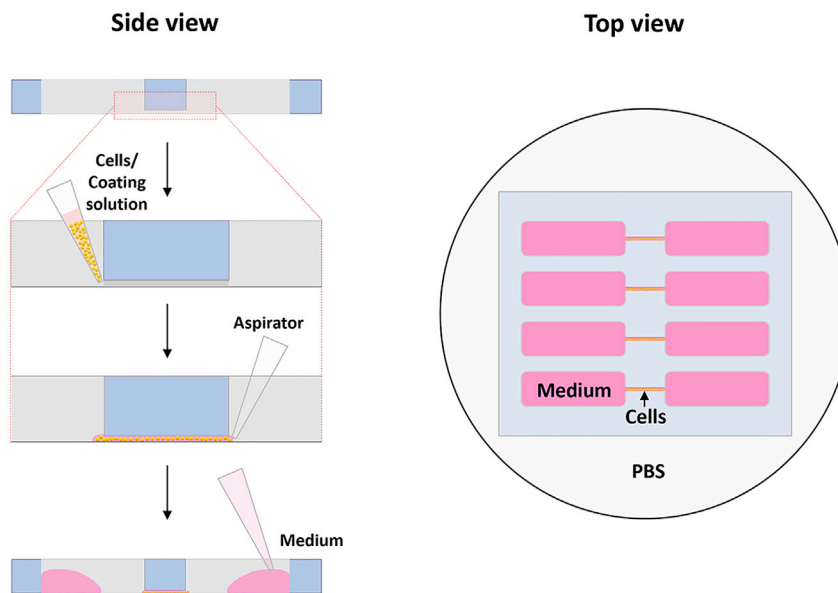 Side view
Top view
Cells/
Coating
solution
Aspirator
Medium
Medium
Cells
PBS